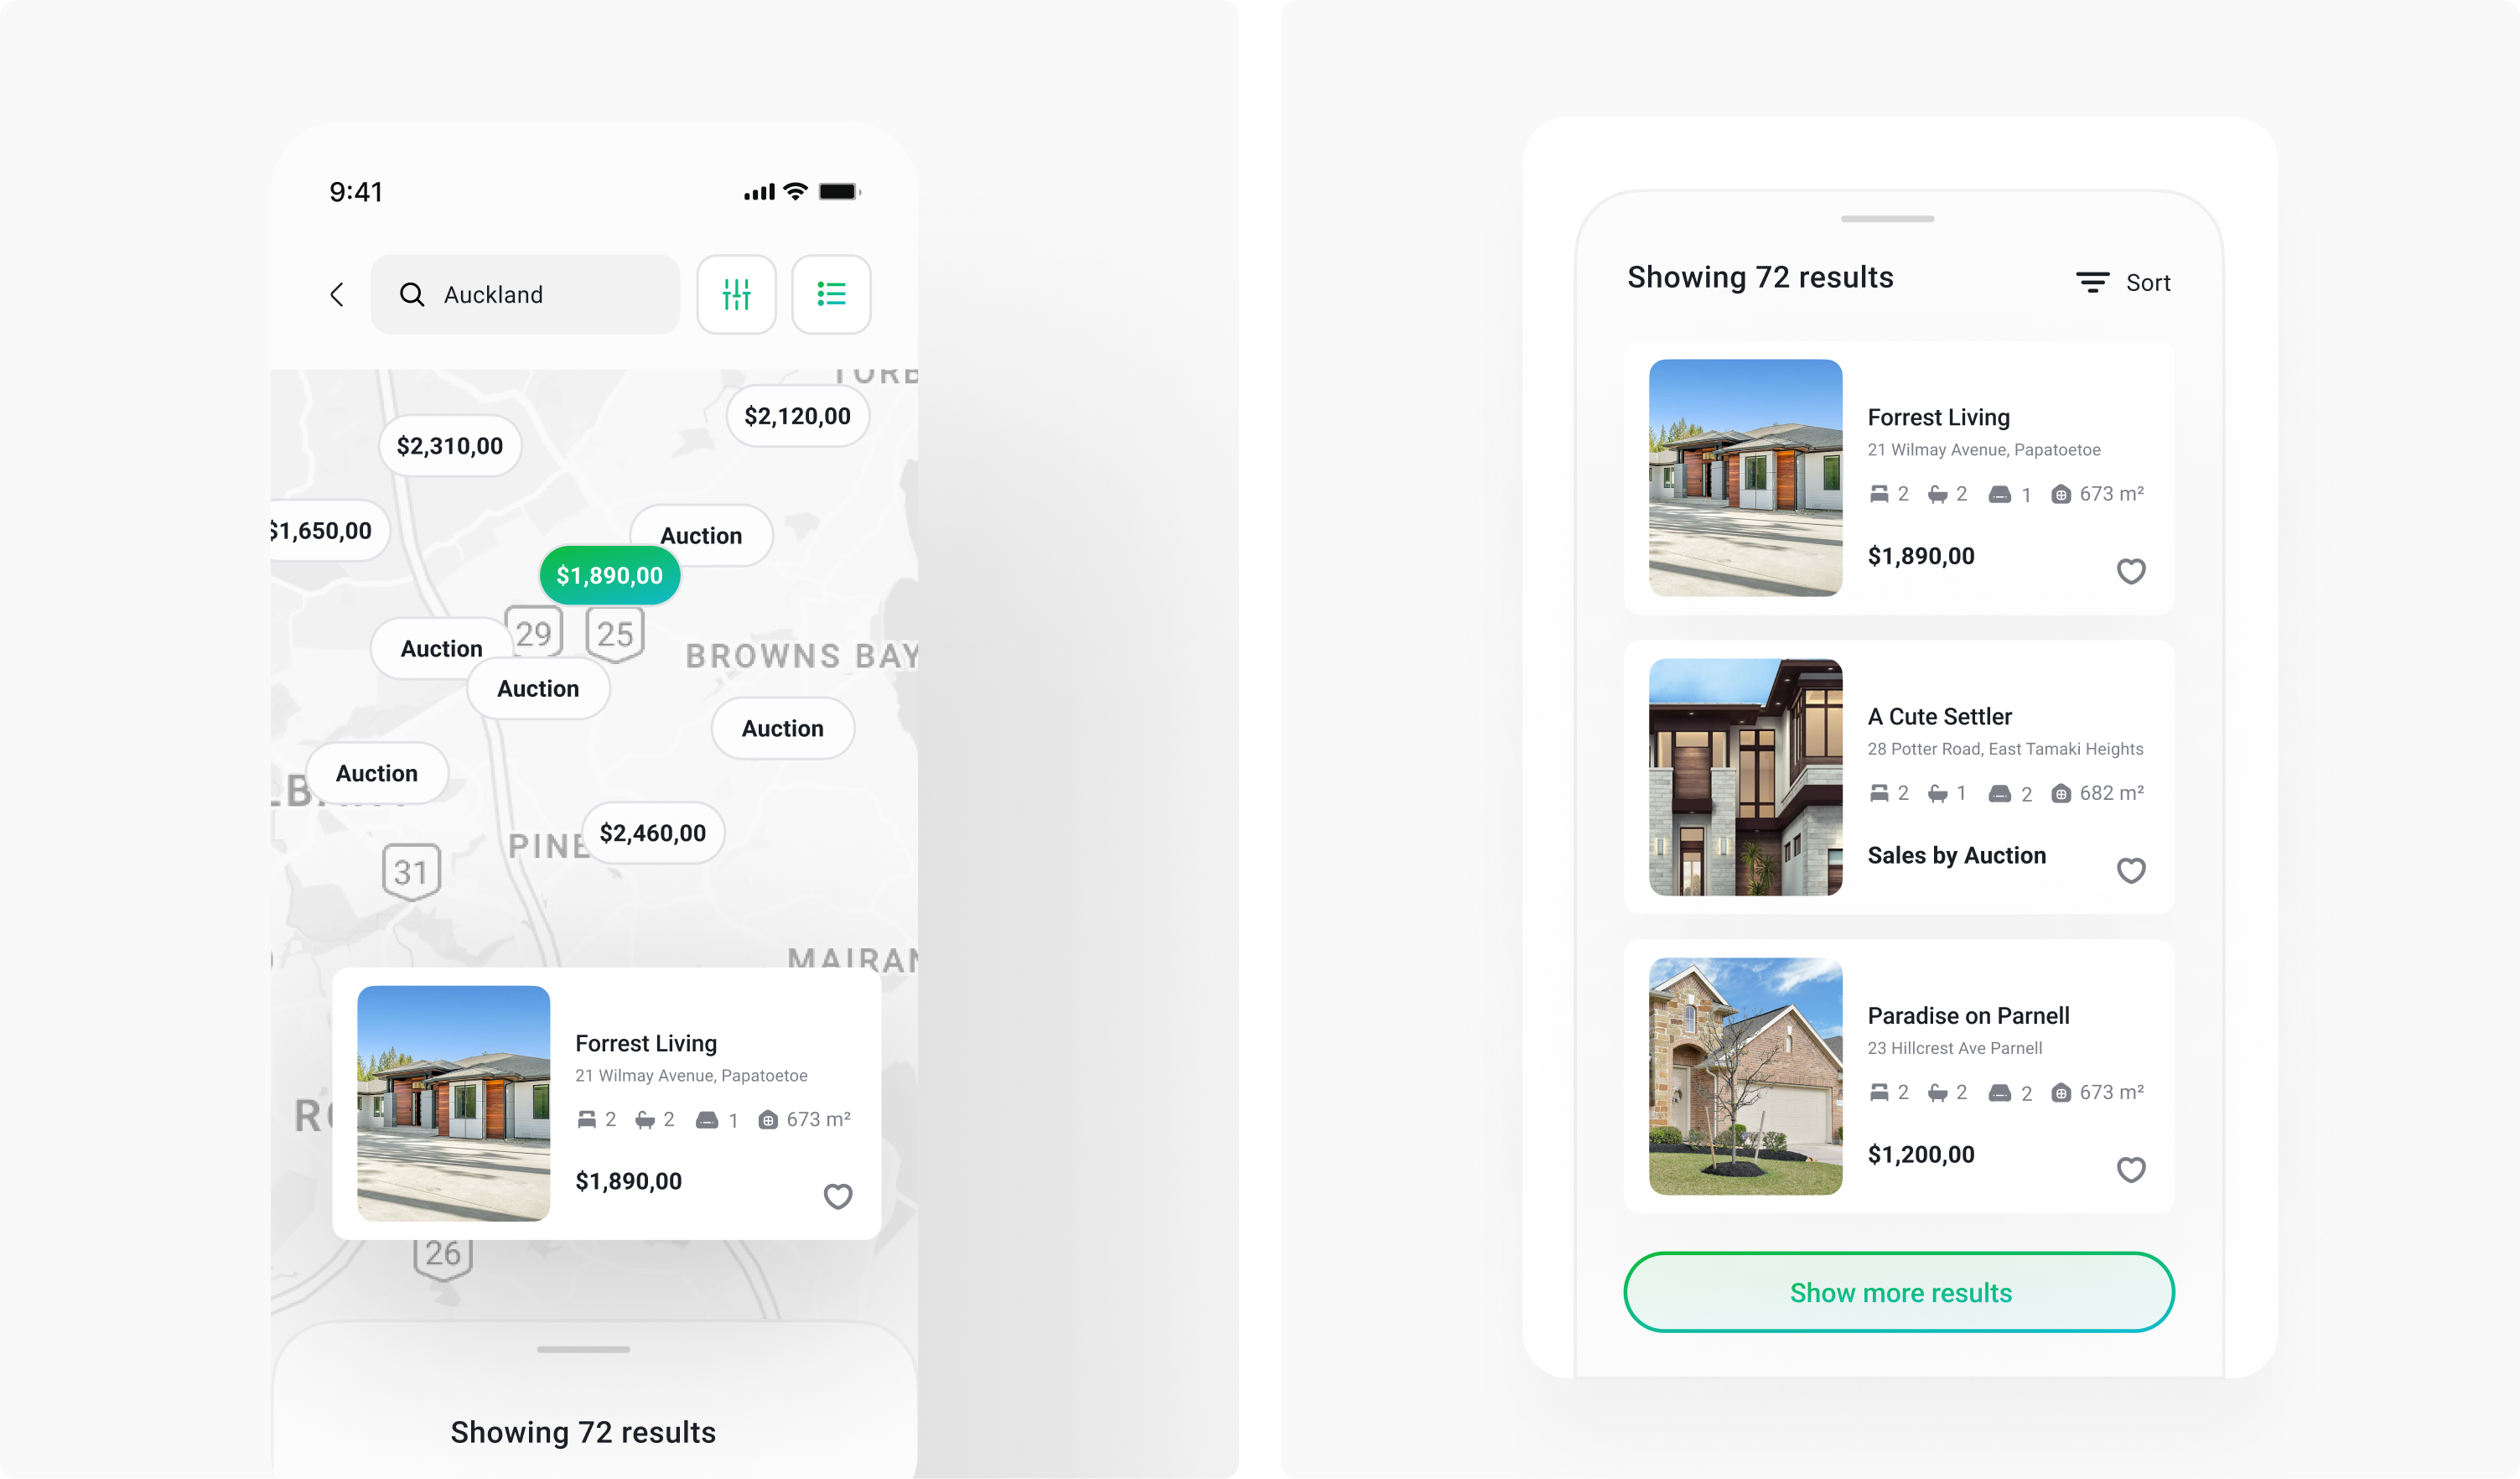 9:41
Auckland
TORB
$2,120,00
$2,310,00
$1,650,00
Auction
$1,890,00
29
25
Auction
BROWNS BAY
Auction
Auction
Auction
$2,460,00
PINE
31
MAIRAN
Forrest Living
21 Wilmay Avenue, Papatoetoe
2 2 1 673 m²
$1,890,00
26
Showing 72 results
Showing 72 results
Sort
Forrest Living
21 Wilmay Avenue, Papatoetoe
2 2 1 673 m²
$1,890,00
A Cute Settler
28 Potter Road, East Tamaki Heights
2 1 2 682 m²
Sales by Auction
Paradise on Parnell
23 Hillcrest Ave Parnell
2 2 2 673 m²
$1,200,00
Show more results